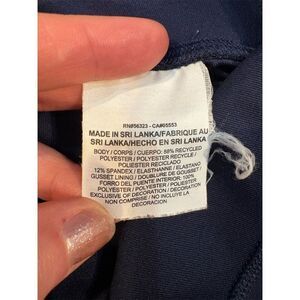 RN#56323 - CA#05553
MADE IN SRI LANKA/FABRIQUE AU
SRI LANKA/HECHO EN SRI LANKA
BODY / CORPS / CUERPO: 88% RECYCLED
POLYESTER / POLYESTER RECYCLE /
POLIESTER RECICLADO
12% SPANDEX / ELASTHANNE / ELASTANO
GUSSET LINING / DOUBLURE DE GOUSSET
FORRO DEL PUENTE INTERIOR: 100%
POLYESTER / POLYESTER / POLIESTER
EXCLUSIVE OF DECORATION / DECORATION
NON COMPRISE / NO INCLUYE LA
DECORACION